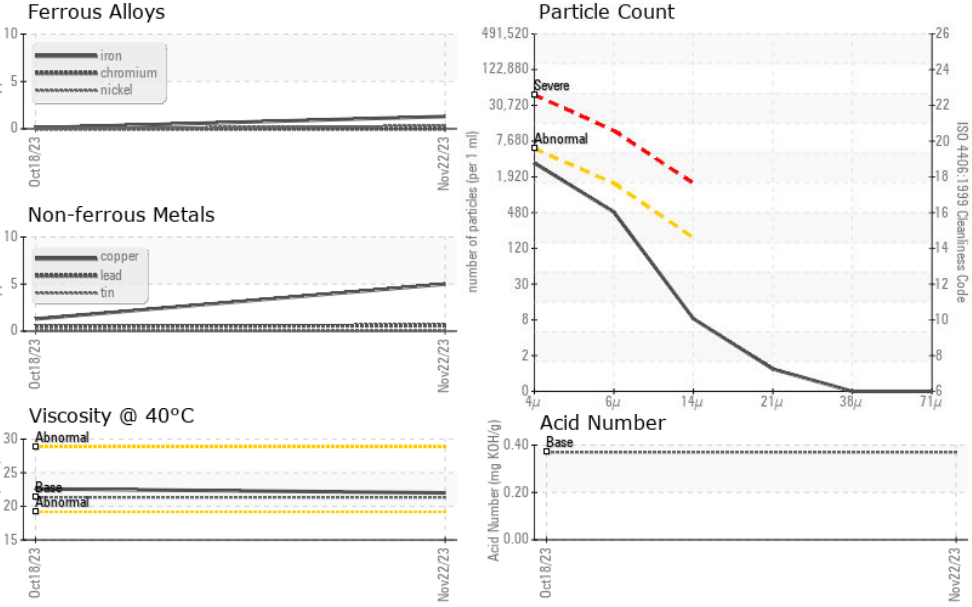 Ferrous Alloys
10
5
0
iron
chromium
nickel
Oct18/23
Nov22/23
Non-ferrous Metals
10
5
0
copper
lead
tin
Oct18/23
Nov22/23
Viscosity @ 40°C
30
25
20
15
Abnormal
Base
Abnormal
Oct18/23
Nov22/23
Particle Count
number of particles (per 1 ml)
491,520
122,880
30,720
7,680
1,920
480
120
30
8
2
0
Severe
Abnormal
4µ
6µ
14µ
21µ
38µ
71µ
26
24
22
20
18
16
14
12
10
8
6
ISO 4406:1999 Cleanliness Code
Acid Number
Acid Number (mg KOH/g)
0.40
0.20
0.00
Base
Oct18/23
Nov22/23